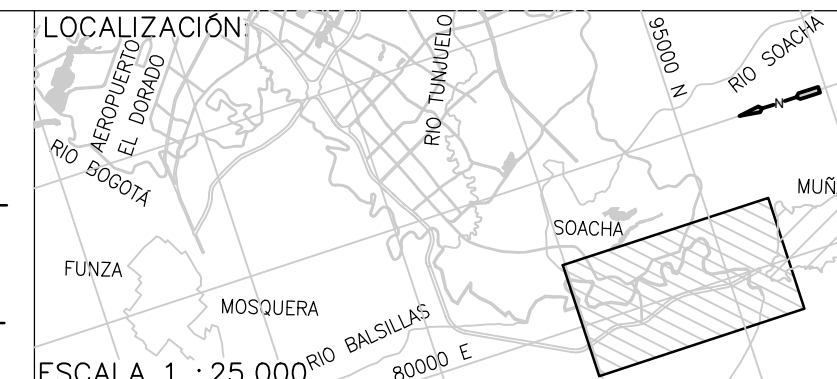 LOCALIZACIÓN:
AEROPUERTO
EL DORADO
RIO BOGOTÁ
RIO TUNJUELO
95000 N
RIO SOACHA
N
MUÑ
SOACHA
FUNZA
MOSQUERA
RIO BALSILLAS
80000 E
ESCALA 1 : 25.000